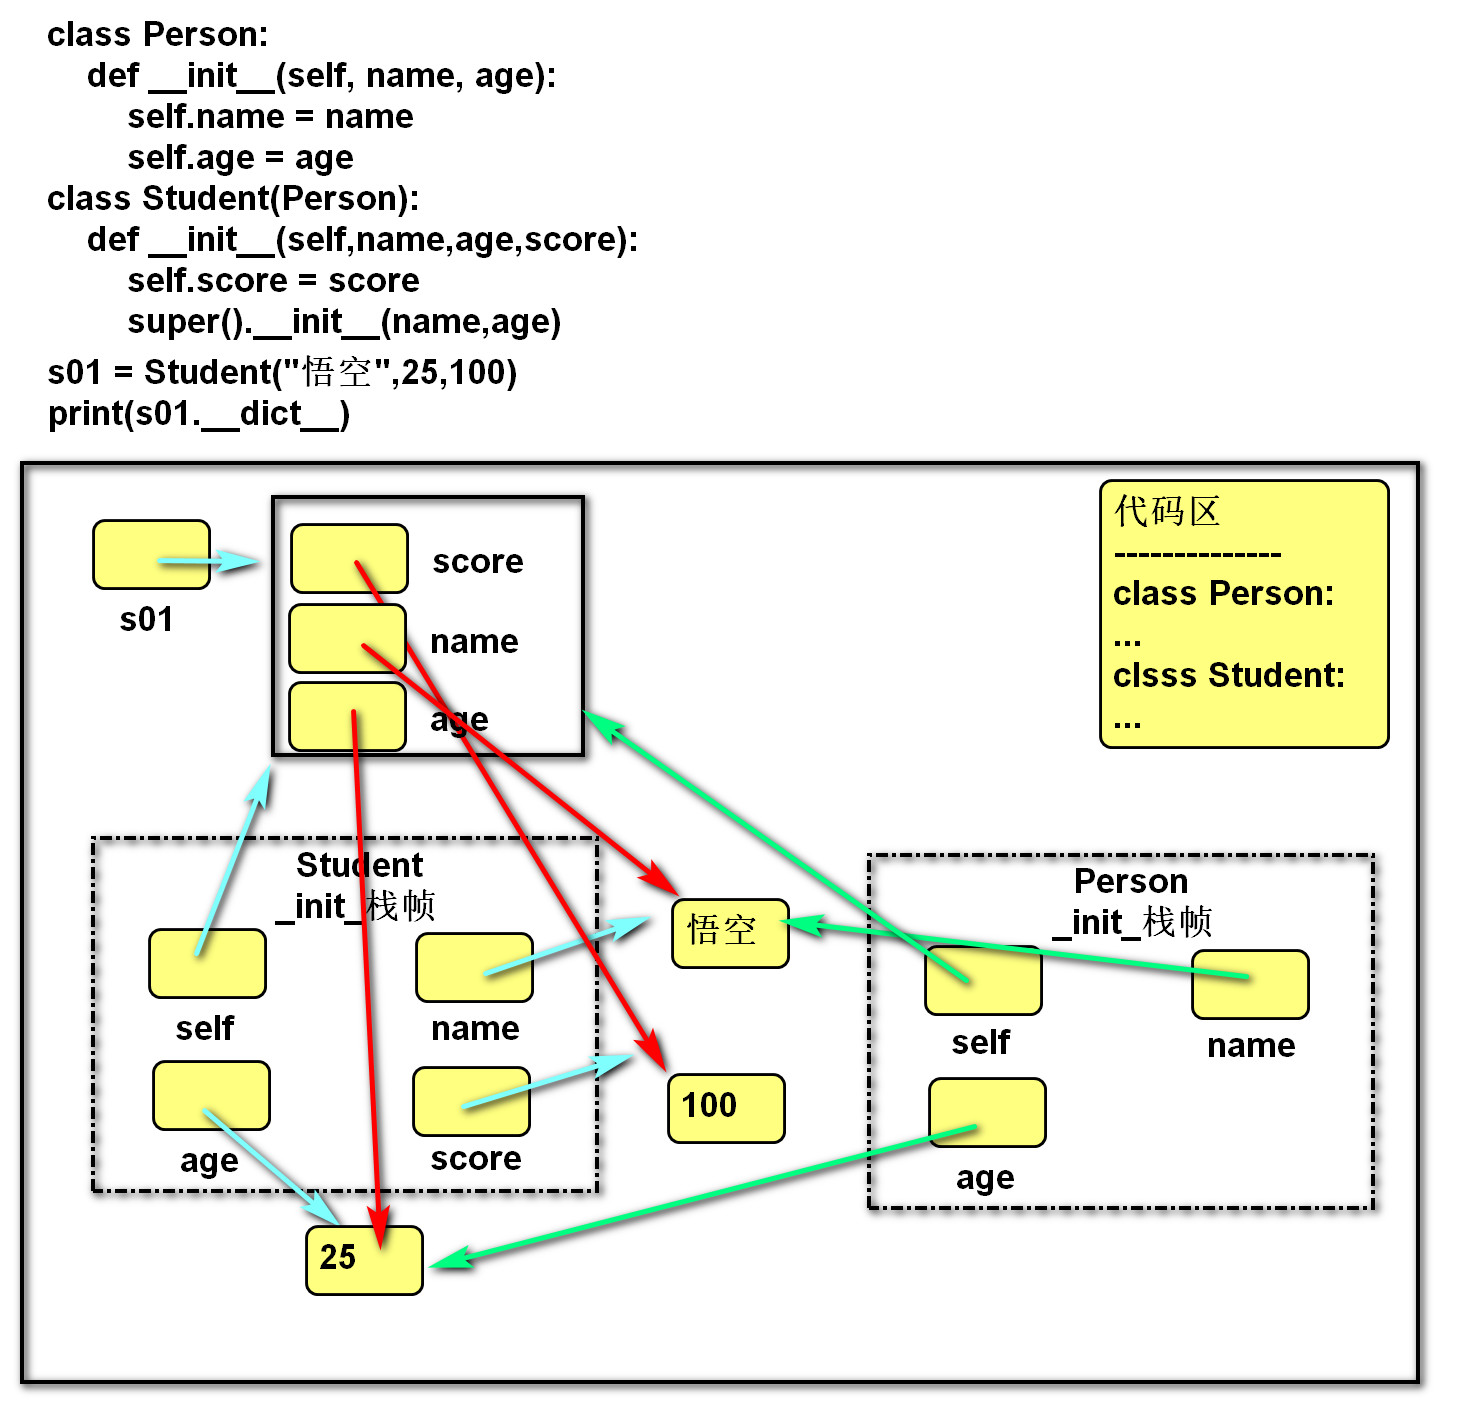 class Person:
def __init__(self, name, age):
self.name = name
self.age = age
class Student(Person):
def __init__(self,name,age,score):
self.score = score
super().__init__(name,age)
s01 = Student("悟空",25,100)
print(s01.__dict__)
s01
score
name
age
代码区
--------------
class Person:
...
clsss Student:
...
Student
_init_栈帧
self
name
age
score
悟空
100
25
Person
_init_栈帧
self
name
age